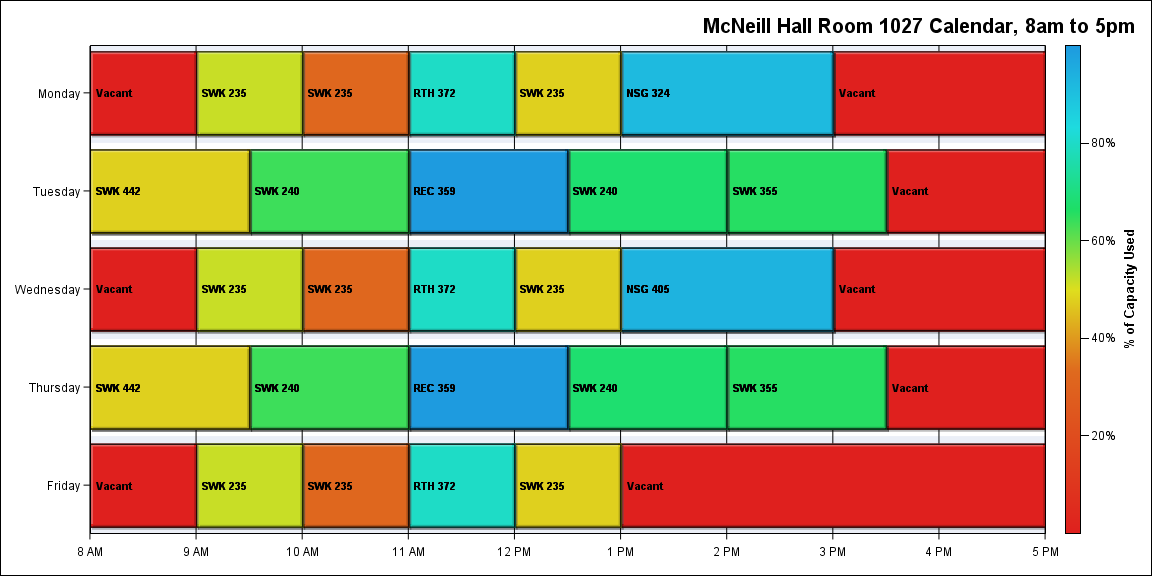 McNeill Hall Room 1027 Calendar, 8am to 5pm
Monday
Vacant
SWK 235
SWK 235
RTH 372
SWK 235
NSG 324
Vacant
Tuesday
SWK 442
SWK 240
REC 359
SWK 240
SWK 355
Vacant
Wednesday
Vacant
SWK 235
SWK 235
RTH 372
SWK 235
NSG 405
Vacant
Thursday
SWK 442
SWK 240
REC 359
SWK 240
SWK 355
Vacant
Friday
Vacant
SWK 235
SWK 235
RTH 372
SWK 235
Vacant
8 AM
9 AM
10 AM
11 AM
12 PM
1 PM
2 PM
3 PM
4 PM
5 PM
80%
60%
40%
20%
% of Capacity Used